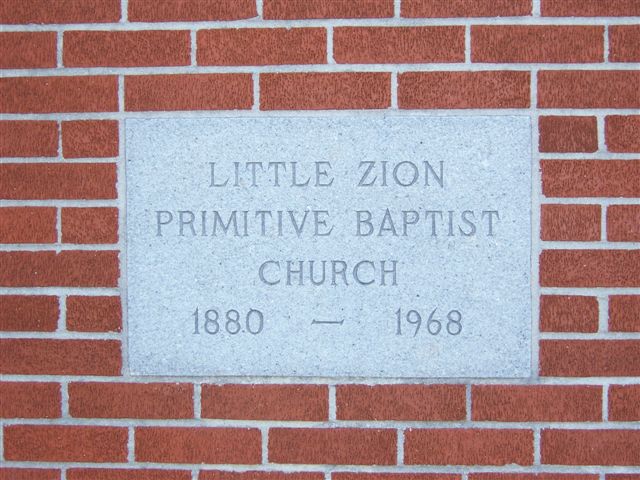 LITTLE ZION
PRIMITIVE BAPTIST
CHURCH
1880 — 1968